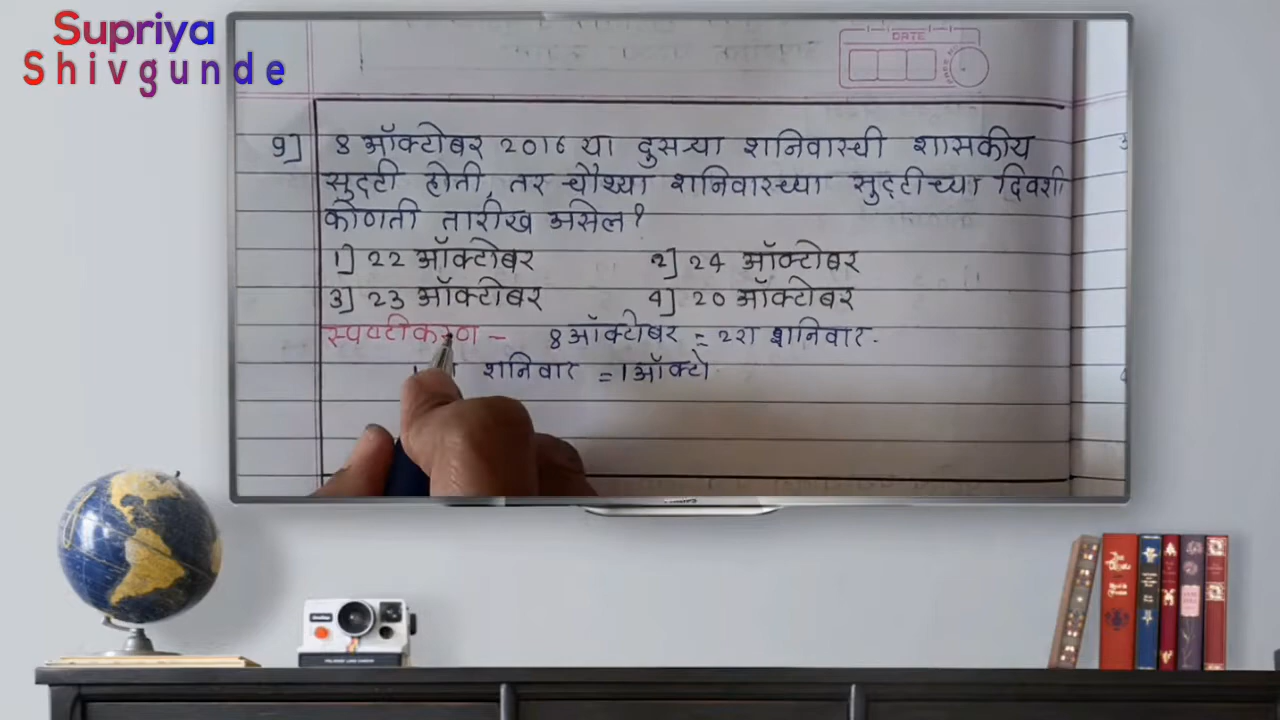 Supriya
Shivgunde
DATE
9] 8 ऑक्टोबर 2016 या दुसऱ्या शनिवारची शासकीय
सुट्टी होती, तर चौथ्या शनिवारच्या सुट्टीच्या दिवशी
कोणती तारीख असेल?
1] 22 ऑक्टोबर 2] 24 ऑक्टोबर
3] 23 ऑक्टोबर 4] 20 ऑक्टोबर
स्पष्टीकरण - 8 ऑक्टोबर = 2रा शनिवार.
शनिवार = 1ऑक्टो